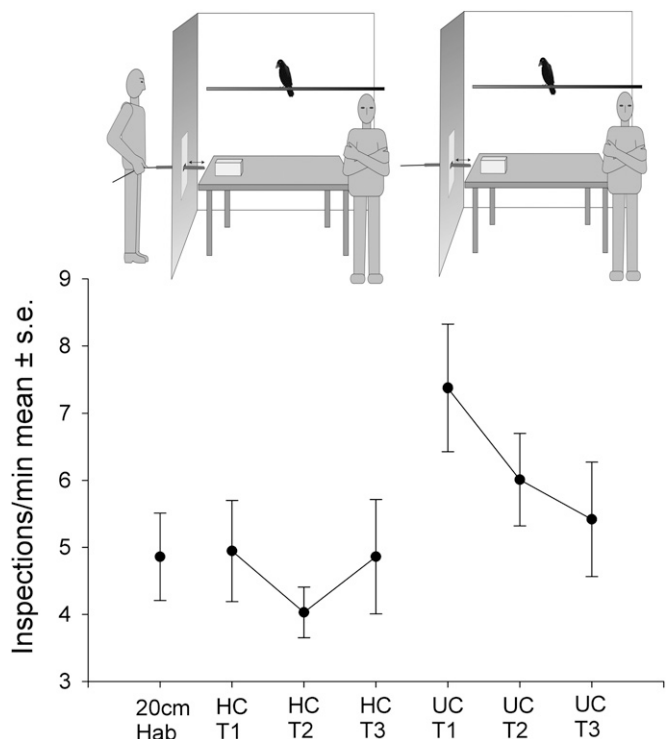 9
8
7
6
5
4
3
Inspections/min mean ± s.e.
20cm HC HC HC UC UC UC
Hab T1 T2 T3 T1 T2 T3